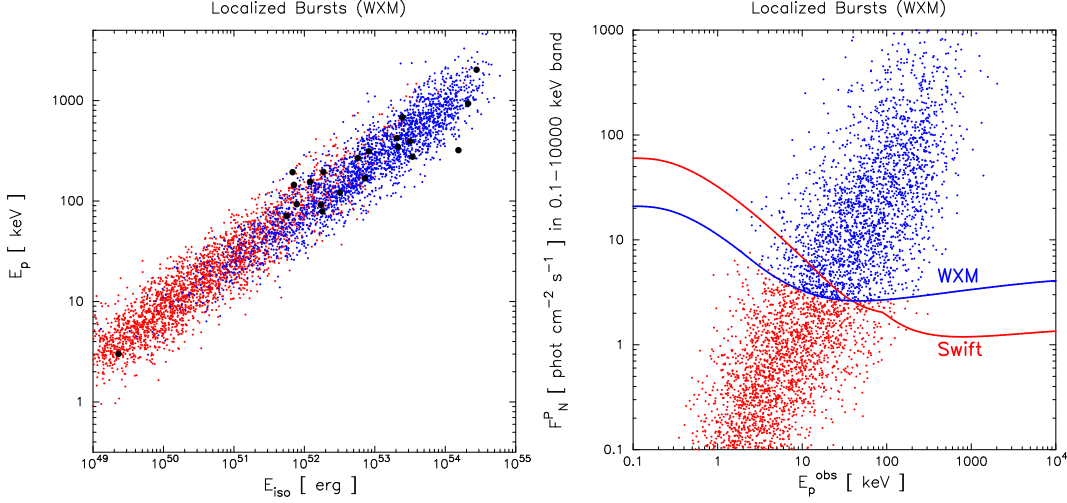 Localized Bursts (WXM)
E_p [ keV ]
1000
100
10
1
10^49 10^50 10^51 10^52 10^53 10^54 10^55
E_iso [ erg ]
Localized Bursts (WXM)
F^P_N [ phot cm^−2 s^−1 ] in 0.1−10000 keV band
1000
100
10
1
0.1
WXM
Swift
0.1 1 10 100 1000 10^4
E_p^obs [ keV ]